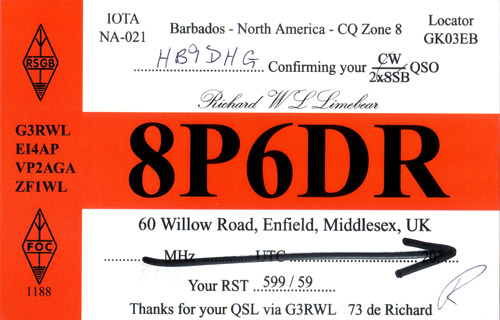 IOTA
NA-021
Barbados - North America - CQ Zone 8
Locator
GK03EB
RSGB
HB9DHG Confirming your CW QSO
2xSSB
Richard W L Limebear
G3RWL
EI4AP
VP2AGA
ZF1WL
8P6DR
60 Willow Road, Enfield, Middlesex, UK
MHz UTC 20
FOC
1188
Your RST 599 / 59
Thanks for your QSL via G3RWL 73 de Richard R